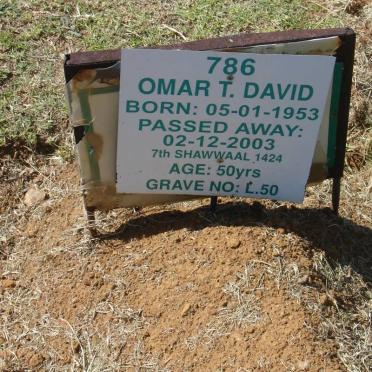 786
OMAR T. DAVID
BORN: 05-01-1953
PASSED AWAY:
02-12-2003
7th SHAWWAAL 1424
AGE: 50yrs
GRAVE NO: L.50